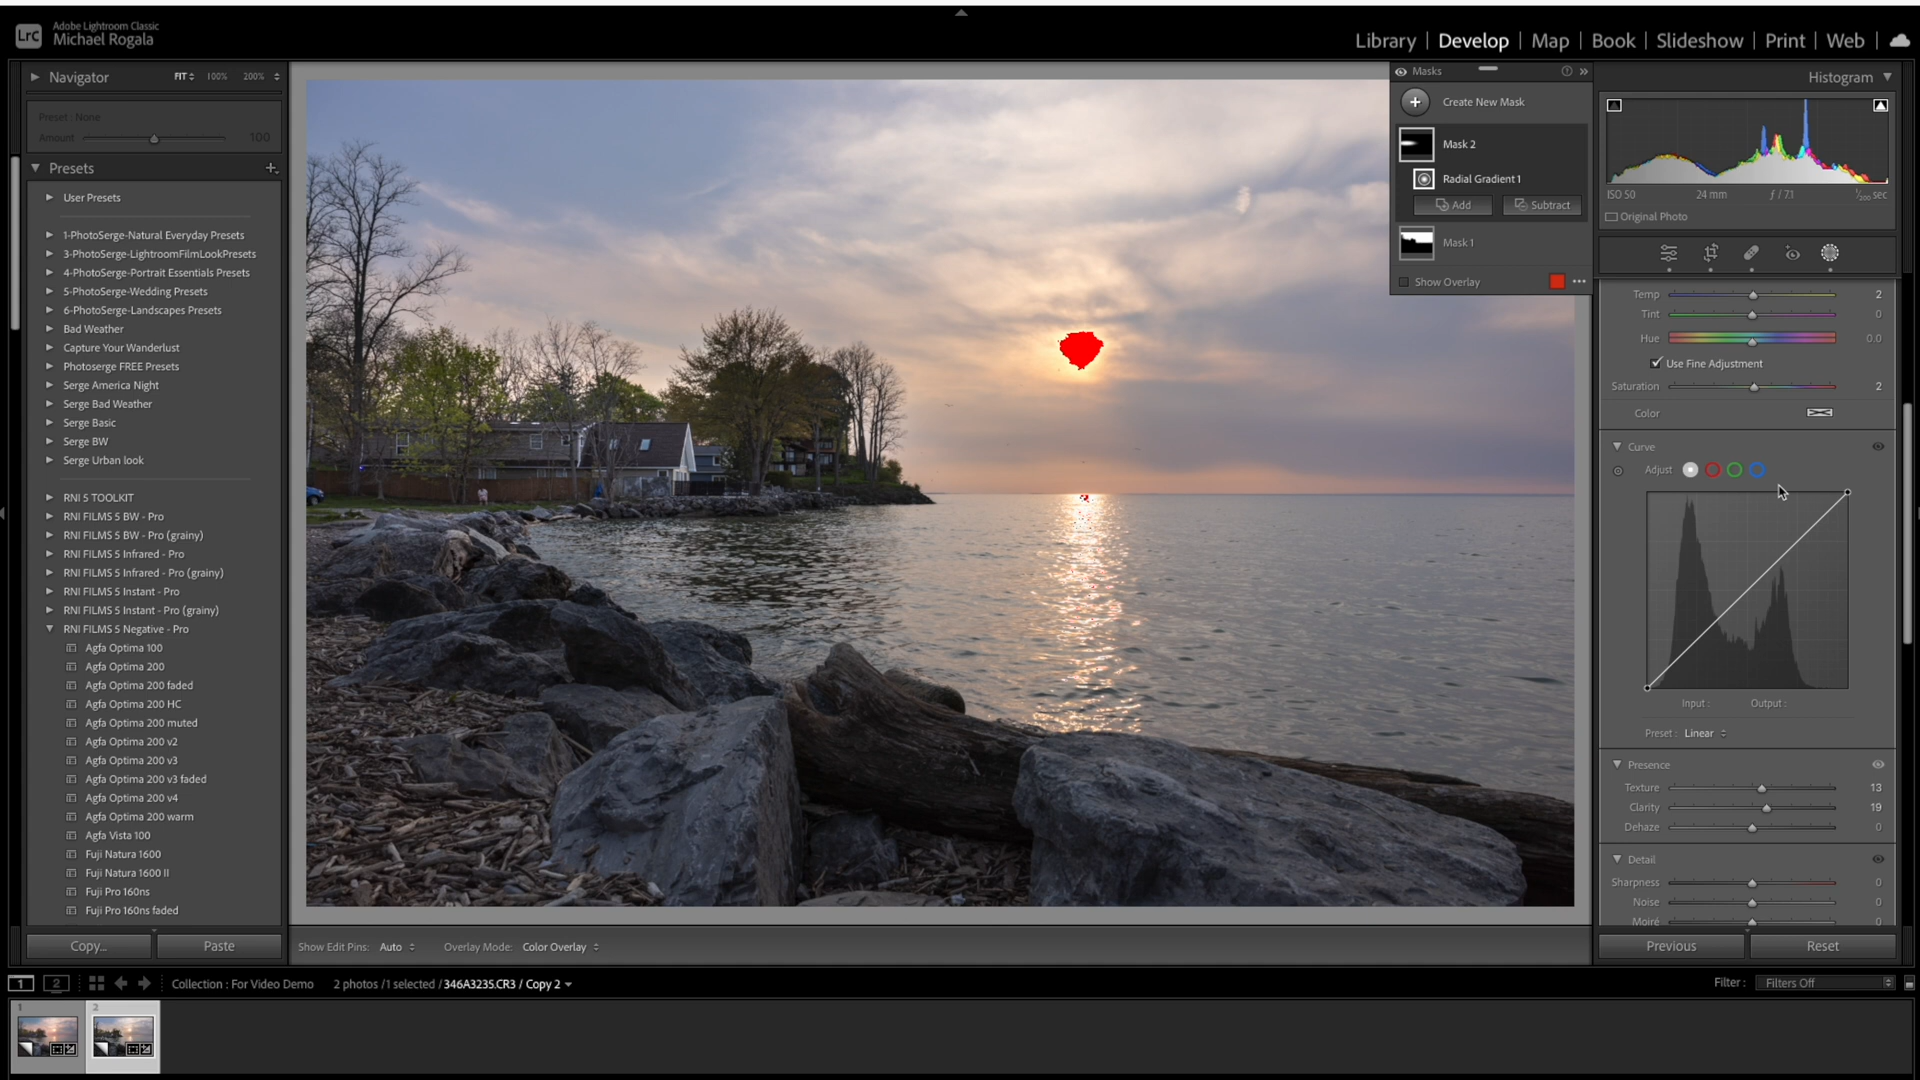 Adobe Lightroom Classic
LrC
Michael Rogala
Library | Develop | Map | Book | Slideshow | Print | Web |
Navigator FIT 100% 200%
Preset : None
Amount 100
Presets
User Presets
1-PhotoSerge-Natural Everyday Presets
3-PhotoSerge-LightroomFilmLookPresets
4-PhotoSerge-Portrait Essentials Presets
5-PhotoSerge-Wedding Presets
6-PhotoSerge-Landscapes Presets
Bad Weather
Capture Your Wanderlust
Photoserge FREE Presets
Serge America Night
Serge Bad Weather
Serge Basic
Serge BW
Serge Urban look
RNI 5 TOOLKIT
RNI FILMS 5 BW - Pro
RNI FILMS 5 BW - Pro (grainy)
RNI FILMS 5 Infrared - Pro
RNI FILMS 5 Infrared - Pro (grainy)
RNI FILMS 5 Instant - Pro
RNI FILMS 5 Instant - Pro (grainy)
RNI FILMS 5 Negative - Pro
Agfa Optima 100
Agfa Optima 200
Agfa Optima 200 faded
Agfa Optima 200 HC
Agfa Optima 200 muted
Agfa Optima 200 v2
Agfa Optima 200 v3
Agfa Optima 200 v3 faded
Agfa Optima 200 v4
Agfa Optima 200 warm
Agfa Vista 100
Fuji Natura 1600
Fuji Natura 1600 II
Fuji Pro 160ns
Fuji Pro 160ns faded
Copy... Paste
Masks
Create New Mask
Mask 2
Radial Gradient 1
Add Subtract
Mask 1
Show Overlay
Histogram
ISO 50 24 mm ƒ / 7.1 1/200 sec
Original Photo
Temp 2
Tint 0
Hue 0.0
Use Fine Adjustment
Saturation 2
Color
Curve
Adjust
Input : Output :
Preset : Linear
Presence
Texture 13
Clarity 19
Dehaze 0
Detail
Sharpness 0
Noise 0
Moiré 0
Previous Reset
Show Edit Pins: Auto Overlay Mode: Color Overlay
1 2 Collection : For Video Demo 2 photos / 1 selected / 346A3235.CR3 / Copy 2 Filter : Filters Off
1 2